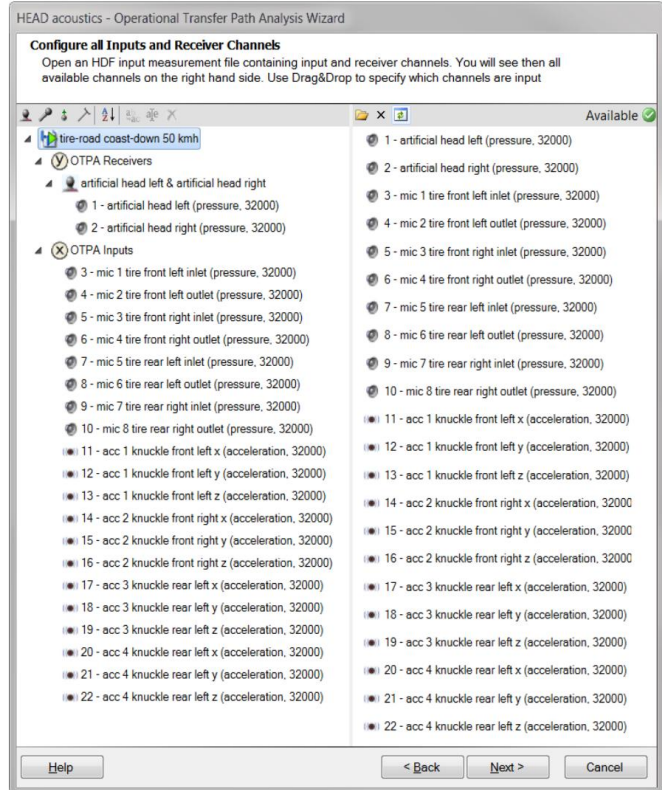 HEAD acoustics - Operational Transfer Path Analysis Wizard
Configure all Inputs and Receiver Channels
Open an HDF input measurement file containing input and receiver channels. You will see then all
available channels on the right hand side. Use Drag&Drop to specify which channels are input
Available
tire-road coast-down 50 kmh
Y OTPA Receivers
artificial head left & artificial head right
1 - artificial head left (pressure, 32000)
2 - artificial head right (pressure, 32000)
X OTPA Inputs
3 - mic 1 tire front left inlet (pressure, 32000)
4 - mic 2 tire front left outlet (pressure, 32000)
5 - mic 3 tire front right inlet (pressure, 32000)
6 - mic 4 tire front right outlet (pressure, 32000)
7 - mic 5 tire rear left inlet (pressure, 32000)
8 - mic 6 tire rear left outlet (pressure, 32000)
9 - mic 7 tire rear right inlet (pressure, 32000)
10 - mic 8 tire rear right outlet (pressure, 32000)
11 - acc 1 knuckle front left x (acceleration, 32000)
12 - acc 1 knuckle front left y (acceleration, 32000)
13 - acc 1 knuckle front left z (acceleration, 32000)
14 - acc 2 knuckle front right x (acceleration, 32000)
15 - acc 2 knuckle front right y (acceleration, 32000)
16 - acc 2 knuckle front right z (acceleration, 32000)
17 - acc 3 knuckle rear left x (acceleration, 32000)
18 - acc 3 knuckle rear left y (acceleration, 32000)
19 - acc 3 knuckle rear left z (acceleration, 32000)
20 - acc 4 knuckle rear left x (acceleration, 32000)
21 - acc 4 knuckle rear left y (acceleration, 32000)
22 - acc 4 knuckle rear left z (acceleration, 32000)
1 - artificial head left (pressure, 32000)
2 - artificial head right (pressure, 32000)
3 - mic 1 tire front left inlet (pressure, 32000)
4 - mic 2 tire front left outlet (pressure, 32000)
5 - mic 3 tire front right inlet (pressure, 32000)
6 - mic 4 tire front right outlet (pressure, 32000)
7 - mic 5 tire rear left inlet (pressure, 32000)
8 - mic 6 tire rear left outlet (pressure, 32000)
9 - mic 7 tire rear right inlet (pressure, 32000)
10 - mic 8 tire rear right outlet (pressure, 32000)
11 - acc 1 knuckle front left x (acceleration, 32000)
12 - acc 1 knuckle front left y (acceleration, 32000)
13 - acc 1 knuckle front left z (acceleration, 32000)
14 - acc 2 knuckle front right x (acceleration, 3200
15 - acc 2 knuckle front right y (acceleration, 3200
16 - acc 2 knuckle front right z (acceleration, 3200
17 - acc 3 knuckle rear left x (acceleration, 32000)
18 - acc 3 knuckle rear left y (acceleration, 32000)
19 - acc 3 knuckle rear left z (acceleration, 32000)
20 - acc 4 knuckle rear left x (acceleration, 32000)
21 - acc 4 knuckle rear left y (acceleration, 32000)
22 - acc 4 knuckle rear left z (acceleration, 32000)
Help
< Back
Next >
Cancel